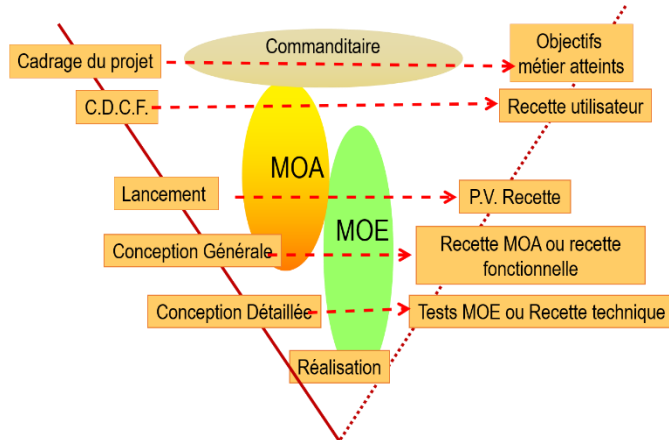 Commanditaire
Objectifs
métier atteints
Cadrage du projet
C.D.C.F.
Recette utilisateur
MOA
Lancement
P.V. Recette
MOE
Conception Générale
Recette MOA ou recette
fonctionnelle
Conception Détaillée
Tests MOE ou Recette technique
Réalisation